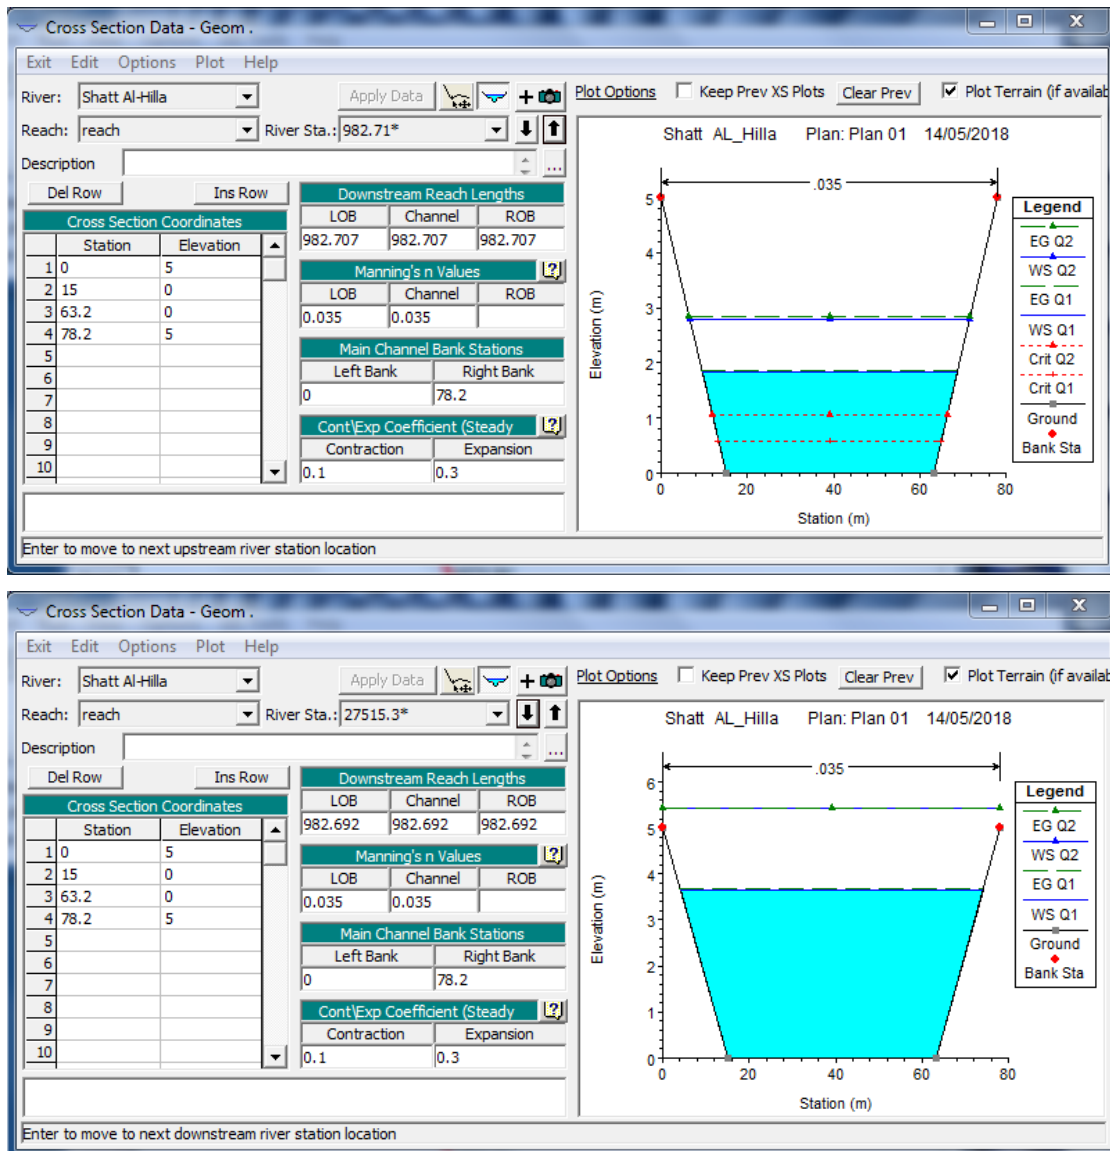 Cross Section Data - Geom .
Exit Edit Options Plot Help
River: Shatt Al-Hilla Apply Data Plot Options Keep Prev XS Plots Clear Prev Plot Terrain (if availab
Reach: reach River Sta.: 982.71*
Description ...
Del Row Ins Row
Cross Section Coordinates
Station Elevation
1 0 5
2 15 0
3 63.2 0
4 78.2 5
5
6
7
8
9
10
Downstream Reach Lengths
LOB Channel ROB
982.707 982.707 982.707
Manning's n Values ?
LOB Channel ROB
0.035 0.035
Main Channel Bank Stations
Left Bank Right Bank
0 78.2
Cont\Exp Coefficient (Steady ?
Contraction Expansion
0.1 0.3
Shatt AL_Hilla Plan: Plan 01 14/05/2018
.035
5
4
3
2
1
0
Elevation (m)
0 20 40 60 80
Station (m)
Legend
EG Q2
WS Q2
EG Q1
WS Q1
Crit Q2
Crit Q1
Ground
Bank Sta
Enter to move to next upstream river station location
Cross Section Data - Geom .
Exit Edit Options Plot Help
River: Shatt Al-Hilla Apply Data Plot Options Keep Prev XS Plots Clear Prev Plot Terrain (if availab
Reach: reach River Sta.: 27515.3*
Description ...
Del Row Ins Row
Cross Section Coordinates
Station Elevation
1 0 5
2 15 0
3 63.2 0
4 78.2 5
5
6
7
8
9
10
Downstream Reach Lengths
LOB Channel ROB
982.692 982.692 982.692
Manning's n Values ?
LOB Channel ROB
0.035 0.035
Main Channel Bank Stations
Left Bank Right Bank
0 78.2
Cont\Exp Coefficient (Steady ?
Contraction Expansion
0.1 0.3
Shatt AL_Hilla Plan: Plan 01 14/05/2018
.035
6
5
4
3
2
1
0
Elevation (m)
0 20 40 60 80
Station (m)
Legend
EG Q2
WS Q2
EG Q1
WS Q1
Ground
Bank Sta
Enter to move to next downstream river station location